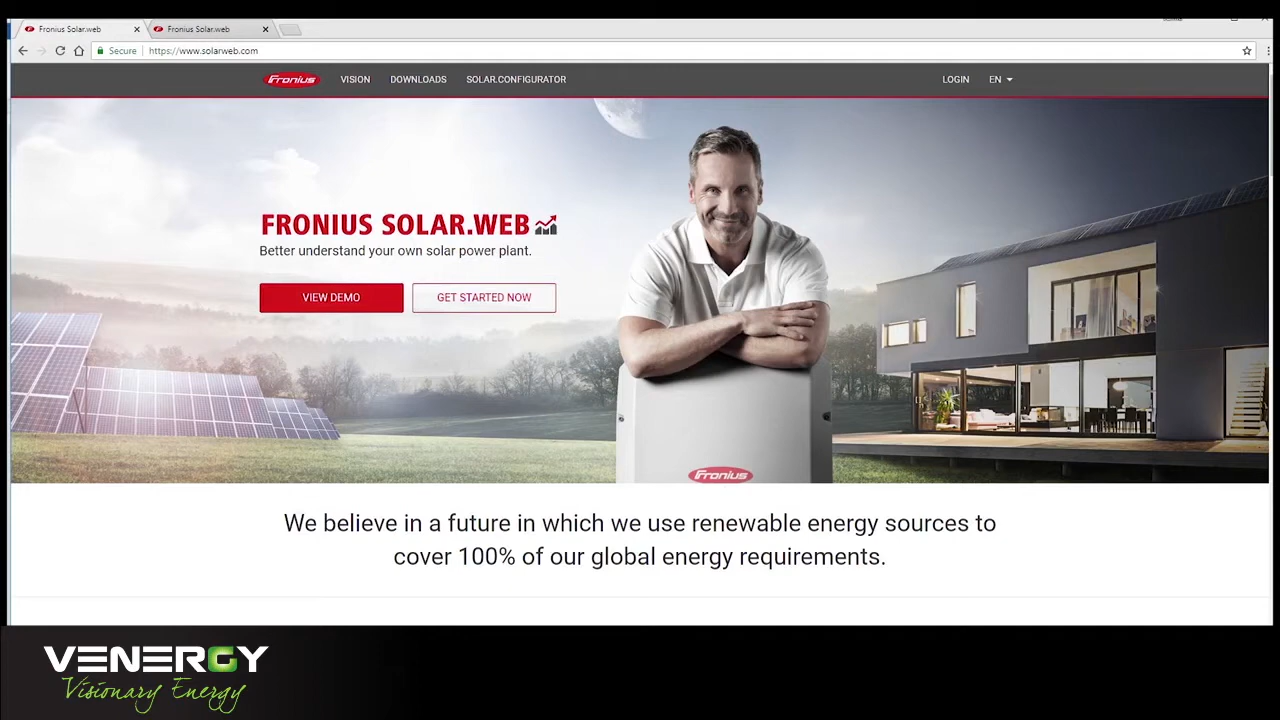 Fronius Solar.web
Fronius Solar.web
Secure
https://www.solarweb.com
Fronius
VISION
DOWNLOADS
SOLAR.CONFIGURATOR
LOGIN
EN
FRONIUS SOLAR.WEB
Better understand your own solar power plant.
VIEW DEMO
GET STARTED NOW
Fronius
We believe in a future in which we use renewable energy sources to
cover 100% of our global energy requirements.
VENERGY
Visionary Energy